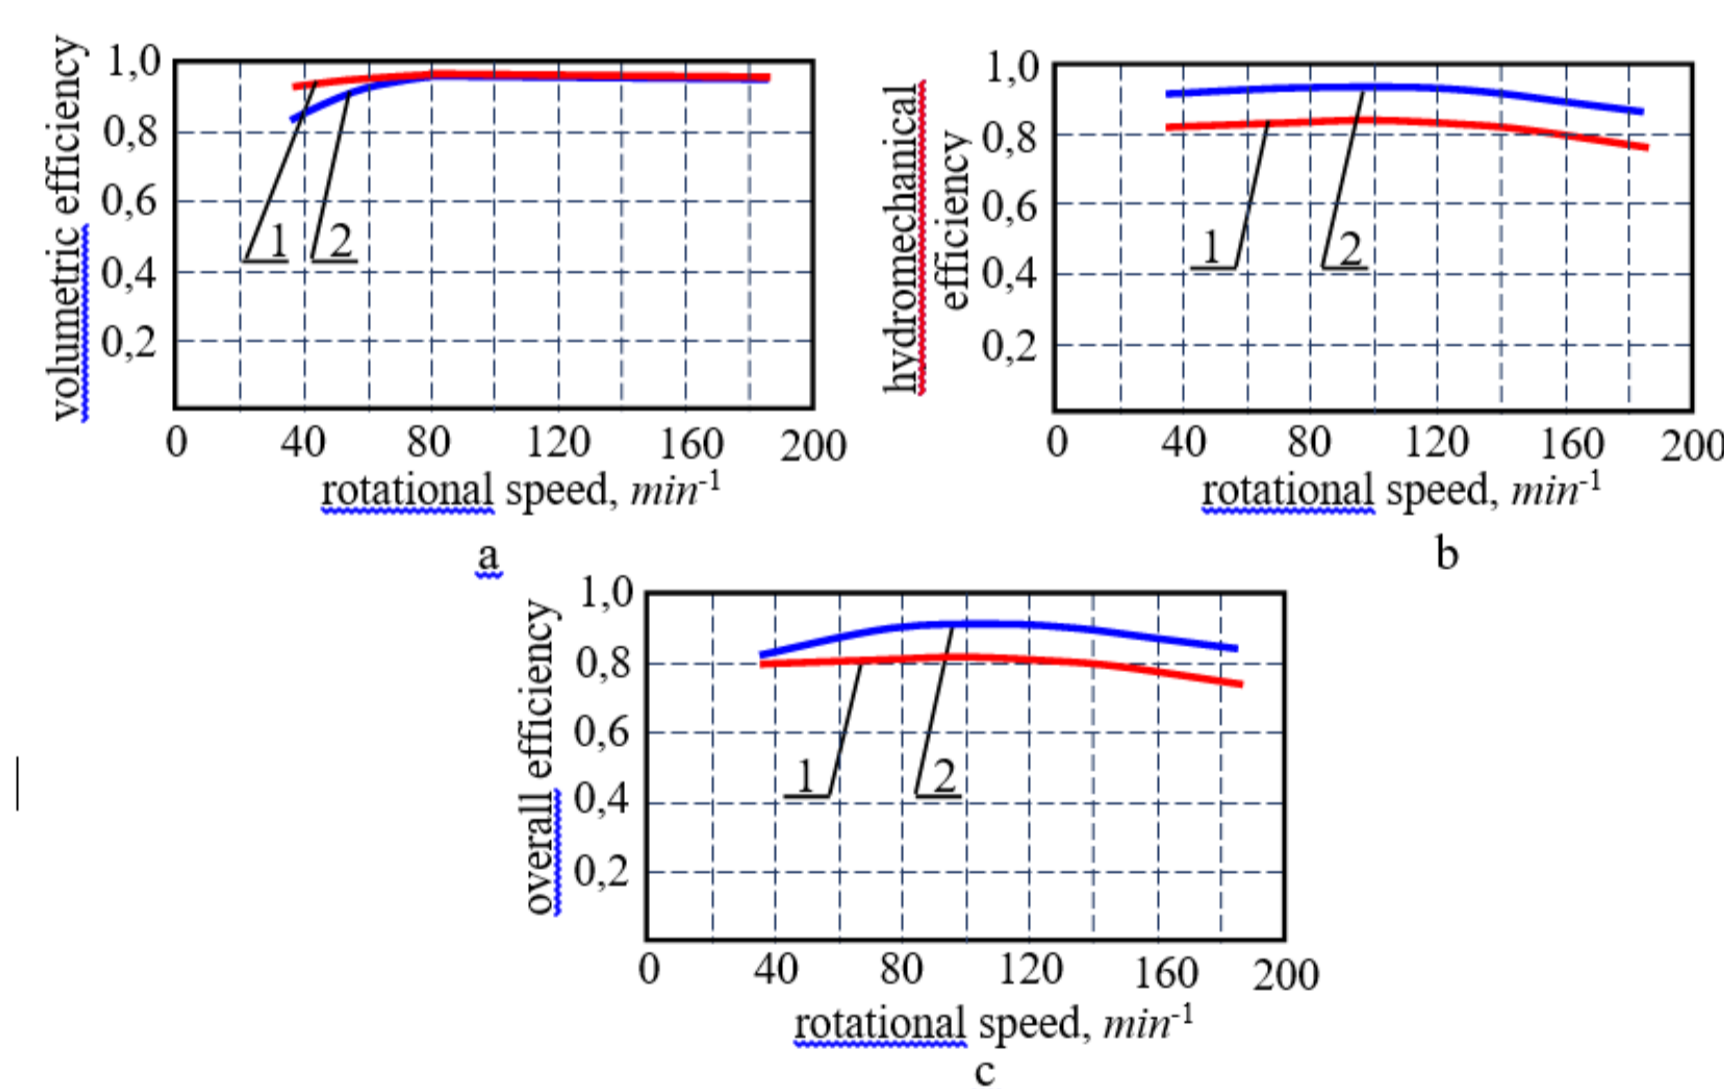 volumetric efficiency
1,0
0,8
0,6
0,4
0,2
1 2
0 40 80 120 160 200
rotational speed, min⁻¹
a
hydromechanical
efficiency
1,0
0,8
0,6
0,4
0,2
1 2
0 40 80 120 160 200
rotational speed, min⁻¹
b
overall efficiency
1,0
0,8
0,6
0,4
0,2
1 2
0 40 80 120 160 200
rotational speed, min⁻¹
c